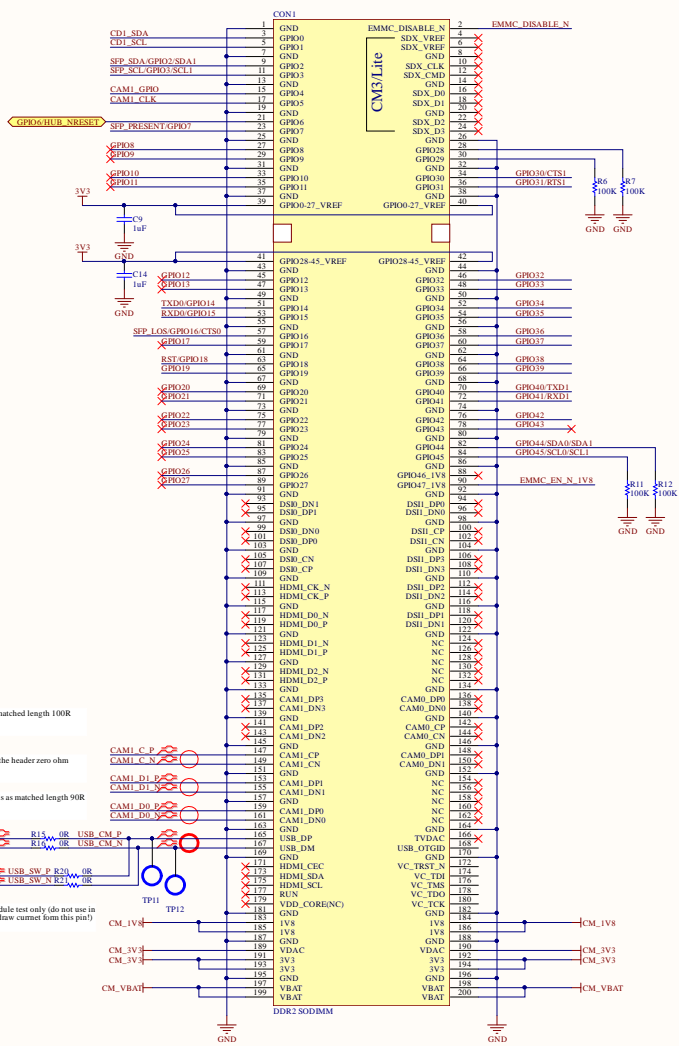 CON1
1 GND EMMC_DISABLE_N 2 EMMC_DISABLE_N
CD1_SDA 3 GPIO0 SDX_VREF 4
CD1_SCL 5 GPIO1 SDX_VREF 6
7 GND GND 8
SFP_SDA/GPIO2/SDA1 9 GPIO2 SDX_CLK 10
SFP_SCL/GPIO3/SCL1 11 GPIO3 SDX_CMD 12
13 GND GND 14
CAM1_GPIO 15 GPIO4 SDX_D0 16
CAM1_CLK 17 GPIO5 SDX_D1 18
19 GND GND 20
GPIO6/HUB_NRESET 21 GPIO6 SDX_D2 22
SFP_PRESENT/GPIO7 23 GPIO7 SDX_D3 24
CM3/Lite
25 GND GND 26
GPIO8 27 GPIO8 GPIO28 28
GPIO9 29 GPIO9 GPIO29 30
31 GND GND 32
GPIO10 33 GPIO10 GPIO30 34 GPIO30/CTS1
GPIO11 35 GPIO11 GPIO31 36 GPIO31/RTS1
R6 100K R7 100K
37 GND GND 38
3V3 39 GPIO0-27_VREF GPIO0-27_VREF 40
C9
1uF
GND GND GND
3V3 41 GPIO28-45_VREF GPIO28-45_VREF 42
C14
1uF
GND
43 GND GND 44
GPIO12 45 GPIO12 GPIO32 46 GPIO32
GPIO13 47 GPIO13 GPIO33 48 GPIO33
49 GND GND 50
TXD0/GPIO14 51 GPIO14 GPIO34 52 GPIO34
RXD0/GPIO15 53 GPIO15 GPIO35 54 GPIO35
55 GND GND 56
SFP_LOS/GPIO16/CTS0 57 GPIO16 GPIO36 58 GPIO36
GPIO17 59 GPIO17 GPIO37 60 GPIO37
61 GND GND 62
RST/GPIO18 63 GPIO18 GPIO38 64 GPIO38
GPIO19 65 GPIO19 GPIO39 66 GPIO39
67 GND GND 68
GPIO20 69 GPIO20 GPIO40 70 GPIO40/TXD1
GPIO21 71 GPIO21 GPIO41 72 GPIO41/RXD1
73 GND GND 74
GPIO22 75 GPIO22 GPIO42 76 GPIO42
GPIO23 77 GPIO23 GPIO43 78 GPIO43
79 GND GND 80
GPIO24 81 GPIO24 GPIO44 82 GPIO44/SDA0/SDA1
GPIO25 83 GPIO25 GPIO45 84 GPIO45/SCL0/SCL1
85 GND GND 86
GPIO26 87 GPIO26 GPIO46_1V8 88
GPIO27 89 GPIO27 GPIO47_1V8 90 EMMC_EN_N_1V8
R11 100K R12 100K
GND GND
91 GND GND 92
93 DSI0_DN1 DSI1_DP0 94
95 DSI0_DP1 DSI1_DN0 96
97 GND GND 98
99 DSI0_DN0 DSI1_CP 100
101 DSI0_DP0 DSI1_CN 102
103 GND GND 104
105 DSI0_CN DSI1_DP3 106
107 DSI0_CP DSI1_DN3 108
109 GND GND 110
111 HDMI_CK_N DSI1_DP2 112
113 HDMI_CK_P DSI1_DN2 114
115 GND GND 116
117 HDMI_D0_N DSI1_DP1 118
119 HDMI_D0_P DSI1_DN1 120
121 GND GND 122
123 HDMI_D1_N NC 124
125 HDMI_D1_P NC 126
127 GND NC 128
129 HDMI_D2_N NC 130
131 HDMI_D2_P NC 132
133 GND GND 134
135 CAM1_DP3 CAM0_DP0 136
137 CAM1_DN3 CAM0_DN0 138
139 GND GND 140
141 CAM1_DP2 CAM0_CP 142
143 CAM1_DN2 CAM0_CN 144
145 GND GND 146
CAM1_C_P 147 CAM1_CP CAM0_DP1 148
CAM1_C_N 149 CAM1_CN CAM0_DN1 150
151 GND GND 152
CAM1_D1_P 153 CAM1_DP1 NC 154
CAM1_D1_N 155 CAM1_DN1 NC 156
157 GND NC 158
CAM1_D0_P 159 CAM1_DP0 NC 160
CAM1_D0_N 161 CAM1_DN0 NC 162
163 GND GND 164
R15 0R USB_CM_P 165 USB_DP TVDAC 166
R16 0R USB_CM_N 167 USB_DM USB_OTGID 168
169 GND GND 170
USB_SW_P R20 0R
USB_SW_N R21 0R
TP11 TP12
171 HDMI_CEC VC_TRST_N 172
173 HDMI_SDA VC_TDI 174
175 HDMI_SCL VC_TMS 176
177 RUN VC_TDO 178
179 VDD_CORE(NC) VC_TCK 180
181 GND GND 182
CM_1V8 183 1V8 1V8 184 CM_1V8
185 1V8 1V8 186
187 GND GND 188
CM_3V3 189 VDAC VDAC 190 CM_3V3
CM_3V3 191 3V3 3V3 192 CM_3V3
193 3V3 3V3 194
195 GND GND 196
CM_VBAT 197 VBAT VBAT 198 CM_VBAT
199 VBAT VBAT 200
DDR2 SODIMM
GND GND
atched length 100R
the header zero ohm
s as matched length 90R
dule test only (do not use in
draw currnet form this pin!)